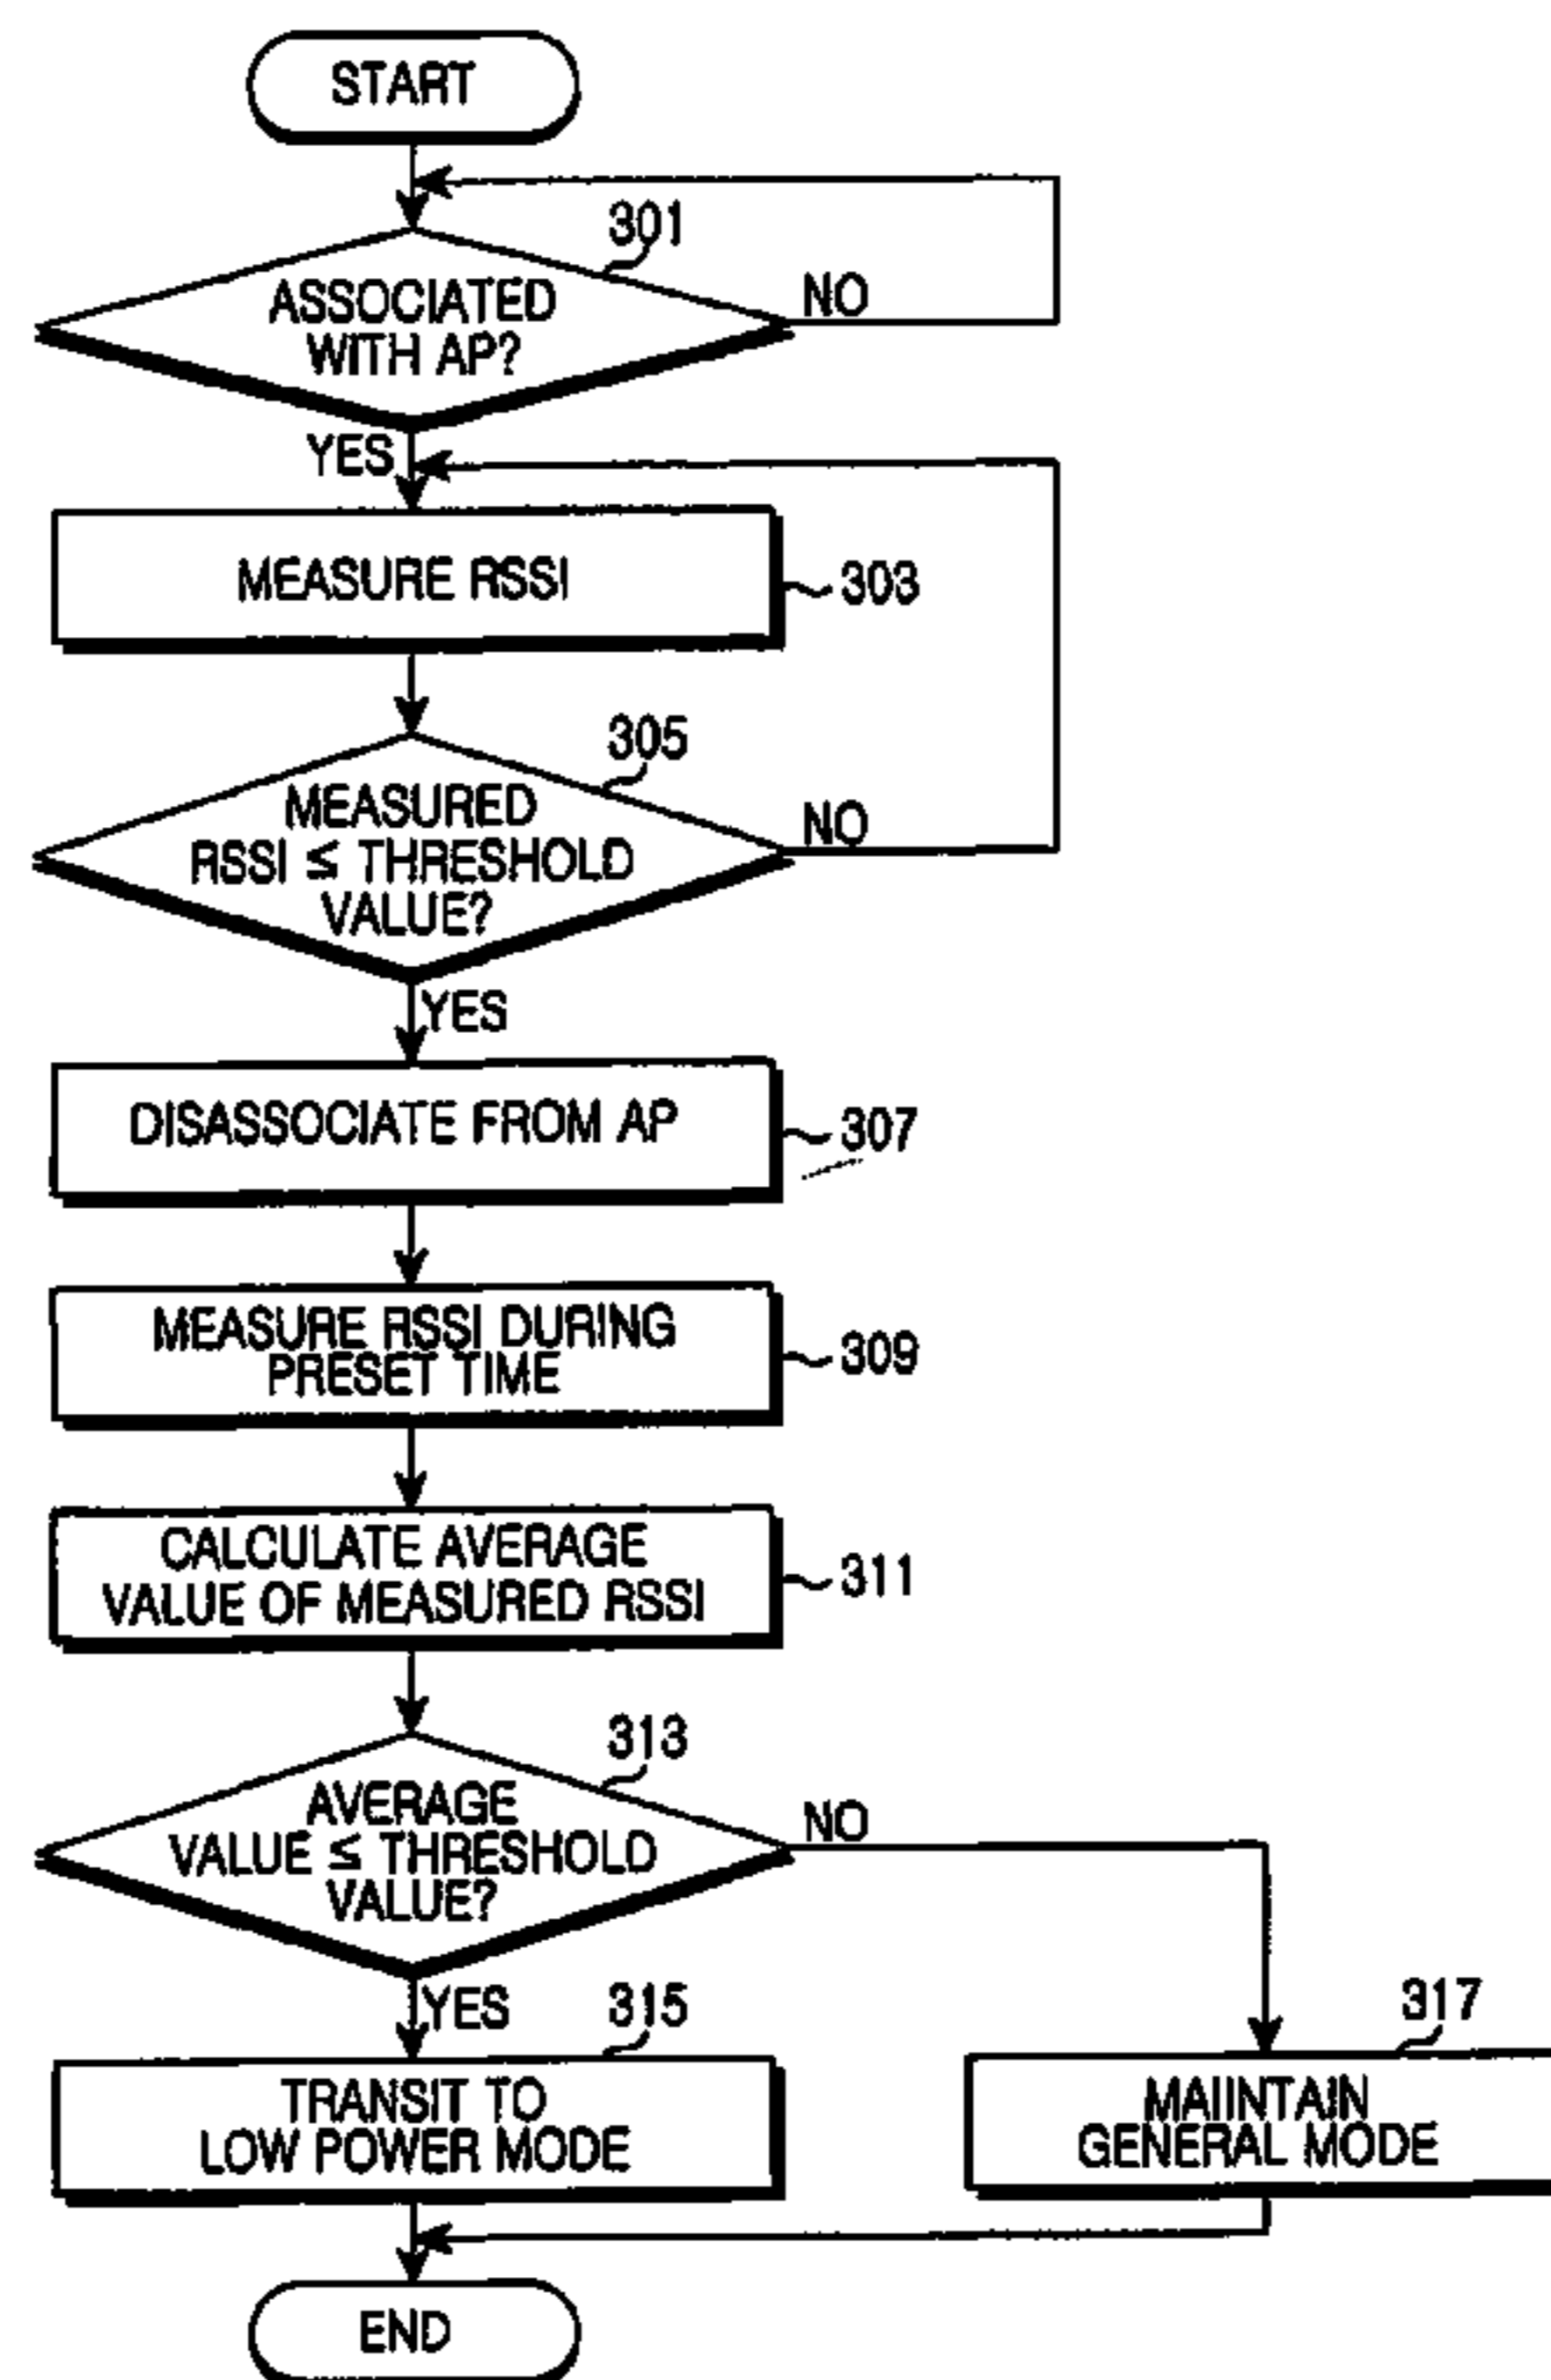 START
301
ASSOCIATED
WITH AP?
NO
YES
MEASURE RSSI
303
305
MEASURED
RSSI ≤ THRESHOLD
VALUE?
NO
YES
DISASSOCIATE FROM AP
307
MEASURE RSSI DURING
PRESET TIME
309
CALCULATE AVERAGE
VALUE OF MEASURED RSSI
311
313
AVERAGE
VALUE ≤ THRESHOLD
VALUE?
NO
YES
315
TRANSIT TO
LOW POWER MODE
317
MAIINTAIN
GENERAL MODE
END